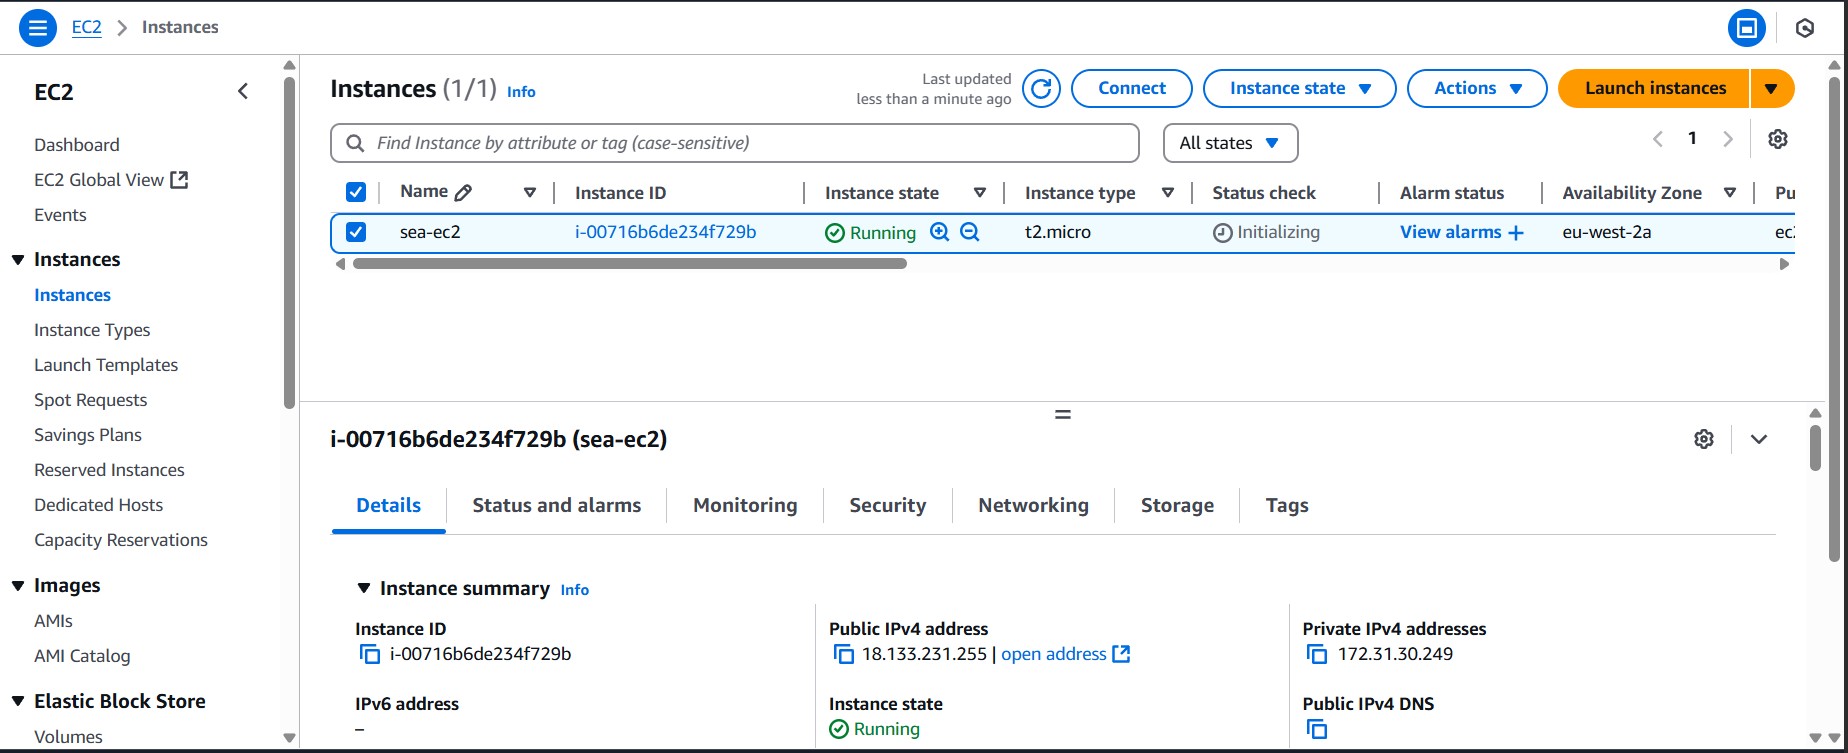 EC2 > Instances
EC2
Dashboard
EC2 Global View
Events
Instances
Instances
Instance Types
Launch Templates
Spot Requests
Savings Plans
Reserved Instances
Dedicated Hosts
Capacity Reservations
Images
AMIs
AMI Catalog
Elastic Block Store
Volumes
Instances (1/1) Info
Last updated
less than a minute ago
Connect
Instance state
Actions
Launch instances
Find Instance by attribute or tag (case-sensitive)
All states
1
Name Instance ID Instance state Instance type Status check Alarm status Availability Zone Pu
sea-ec2 i-00716b6de234f729b Running t2.micro Initializing View alarms + eu-west-2a ec2
i-00716b6de234f729b (sea-ec2)
Details Status and alarms Monitoring Security Networking Storage Tags
Instance summary Info
Instance ID
i-00716b6de234f729b
Public IPv4 address
18.133.231.255 | open address
Private IPv4 addresses
172.31.30.249
IPv6 address
–
Instance state
Running
Public IPv4 DNS